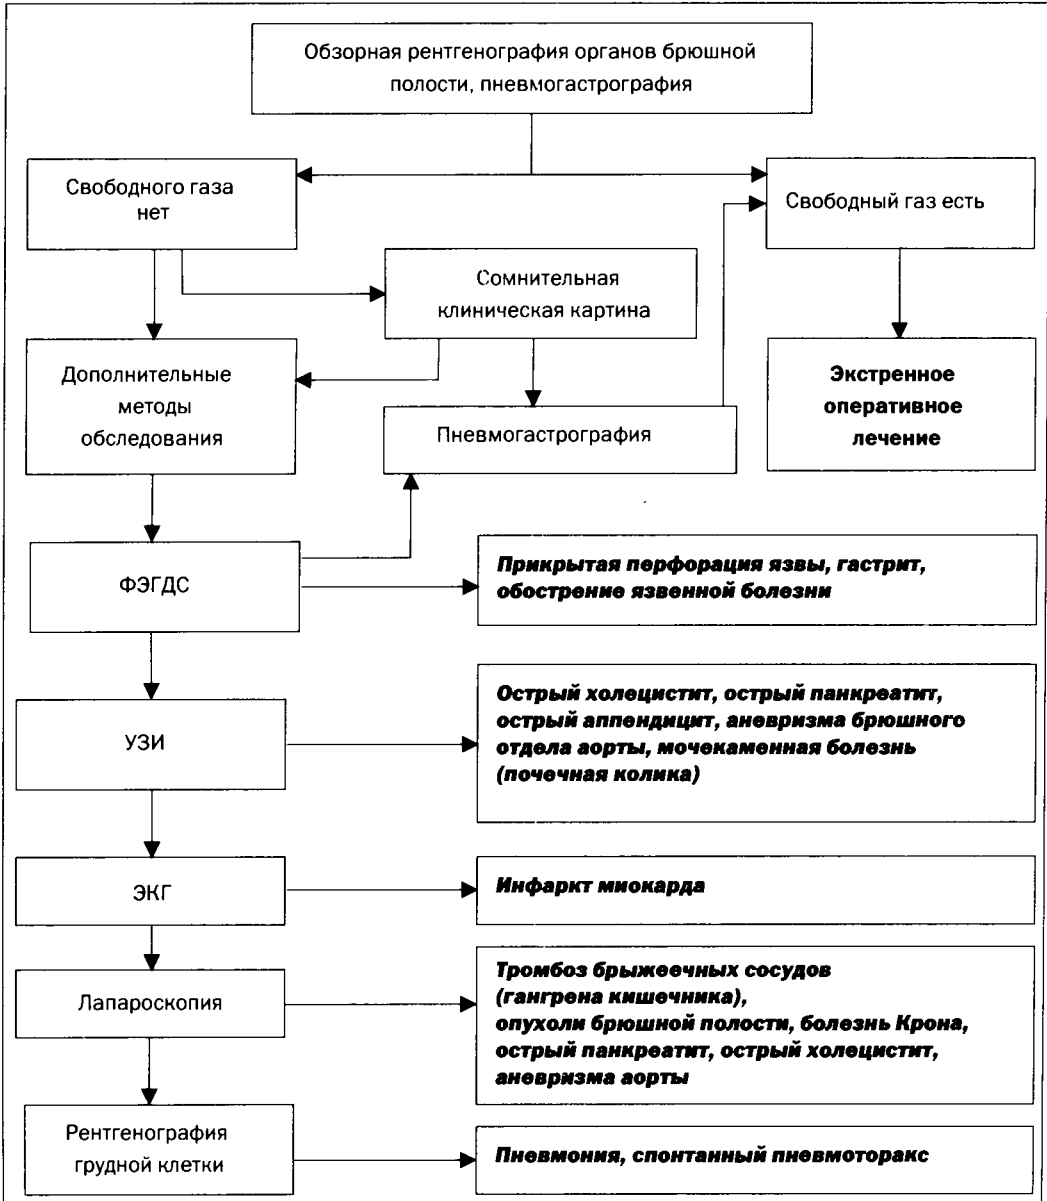 Обзорная рентгенография органов брюшной
полости, пневмогастрография
Свободного газа
нет
Свободный газ есть
Сомнительная
клиническая картина
Дополнительные
методы
обследования
Пневмогастрография
Экстренное
оперативное
лечение
ФЭГДС
Прикрытая перфорация язвы, гастрит,
обострение язвенной болезни
УЗИ
Острый холецистит, острый панкреатит,
острый аппендицит, аневризма брюшного
отдела аорты, мочекаменная болезнь
(почечная колика)
ЭКГ
Инфаркт миокарда
Лапароскопия
Тромбоз брыжеечных сосудов
(гангрена кишечника),
опухоли брюшной полости, болезнь Крона,
острый панкреатит, острый холецистит,
аневризма аорты
Рентгенография
грудной клетки
Пневмония, спонтанный пневмоторакс